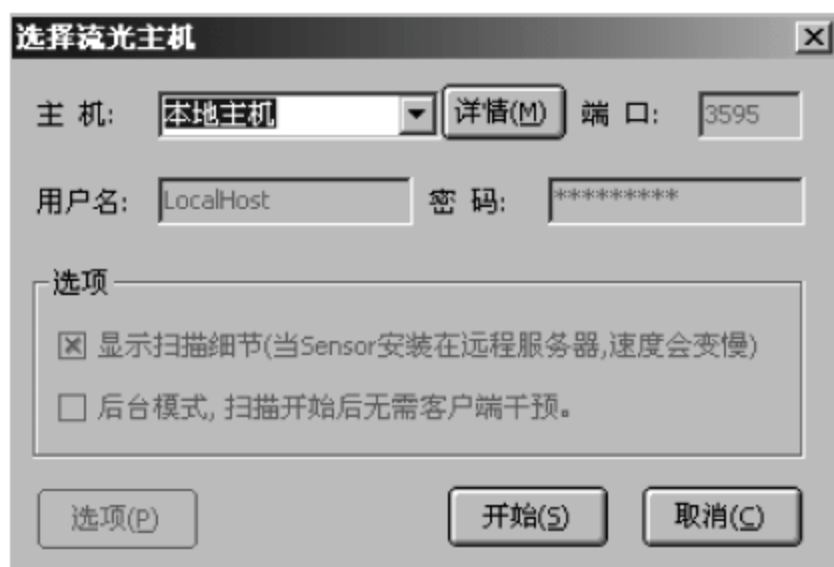 选择流光主机
主 机: 本地主机 详情(M) 端 口: 3595
用户名: LocalHost 密 码: *********
选项
显示扫描细节(当Sensor安装在远程服务器,速度会变慢)
后台模式, 扫描开始后无需客户端干预。
选项(P) 开始(S) 取消(C)